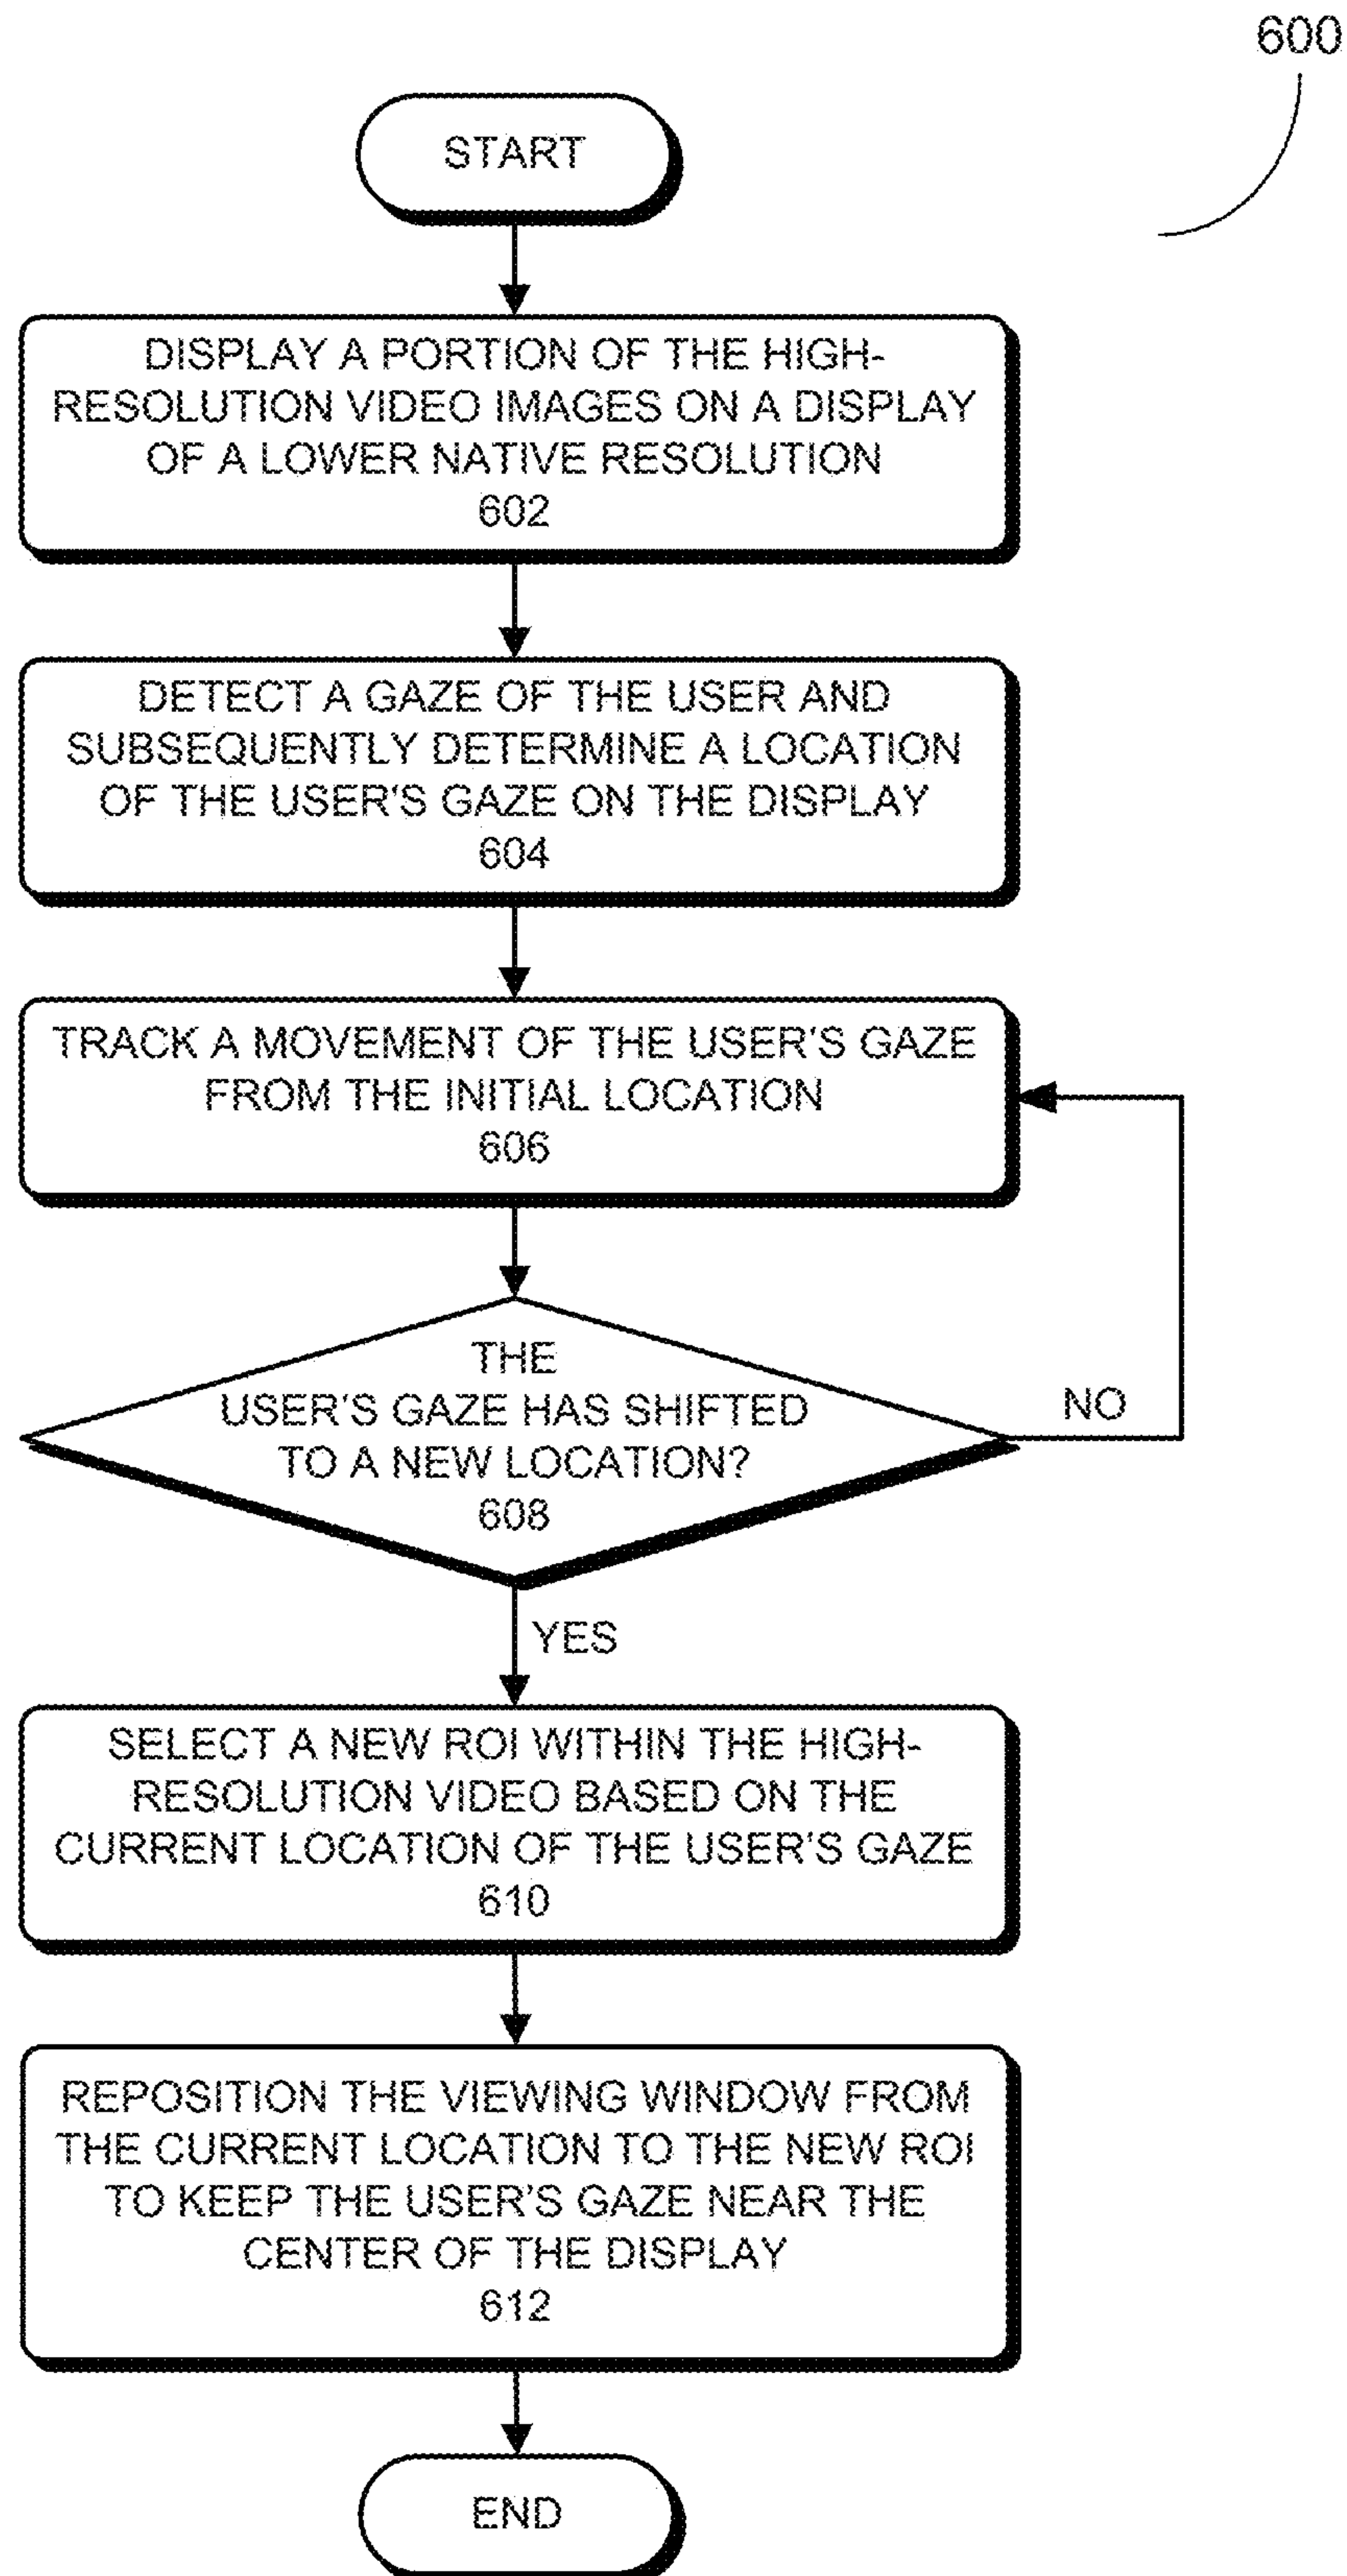 600
START
DISPLAY A PORTION OF THE HIGH-
RESOLUTION VIDEO IMAGES ON A DISPLAY
OF A LOWER NATIVE RESOLUTION
602
DETECT A GAZE OF THE USER AND
SUBSEQUENTLY DETERMINE A LOCATION
OF THE USER'S GAZE ON THE DISPLAY
604
TRACK A MOVEMENT OF THE USER'S GAZE
FROM THE INITIAL LOCATION
606
THE
USER'S GAZE HAS SHIFTED
TO A NEW LOCATION?
608
NO
YES
SELECT A NEW ROI WITHIN THE HIGH-
RESOLUTION VIDEO BASED ON THE
CURRENT LOCATION OF THE USER'S GAZE
610
REPOSITION THE VIEWING WINDOW FROM
THE CURRENT LOCATION TO THE NEW ROI
TO KEEP THE USER'S GAZE NEAR THE
CENTER OF THE DISPLAY
612
END